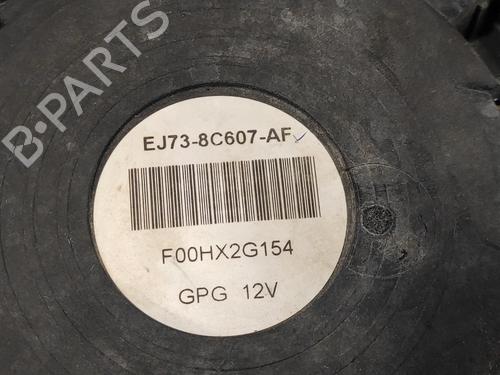 B-PARTS
EJ73-8C607-AF
F00HX2G154
GPG 12V